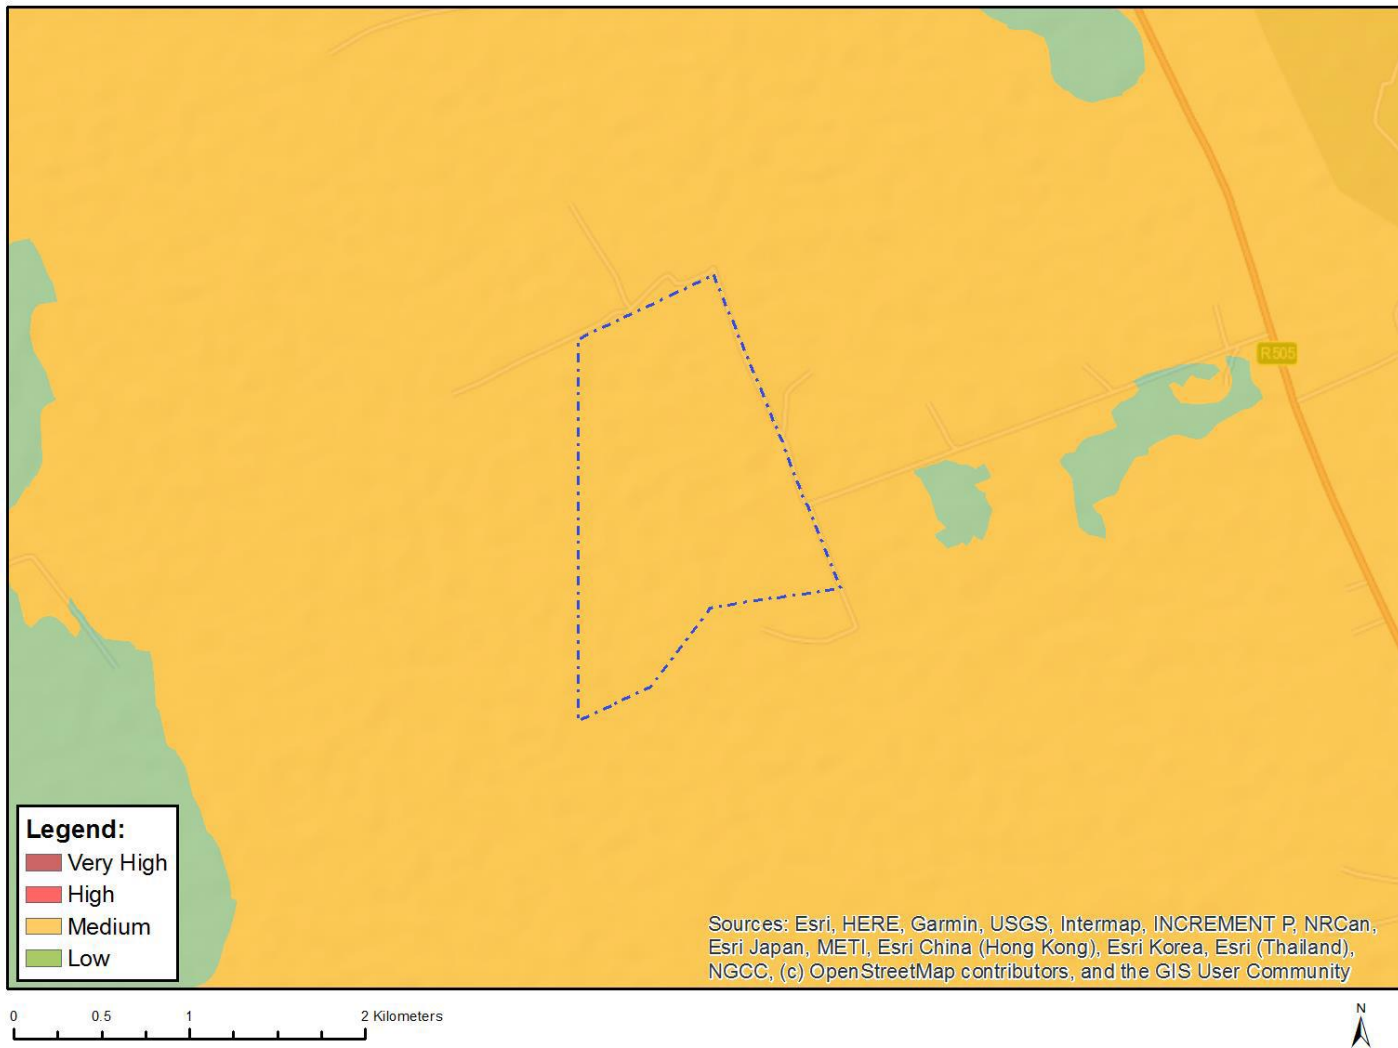 R505
Legend:
Very High
High
Medium
Low
Sources: Esri, HERE, Garmin, USGS, Intermap, INCREMENT P, NRCan,
Esri Japan, METI, Esri China (Hong Kong), Esri Korea, Esri (Thailand),
NGCC, (c) OpenStreetMap contributors, and the GIS User Community
0 0.5 1 2 Kilometers
N